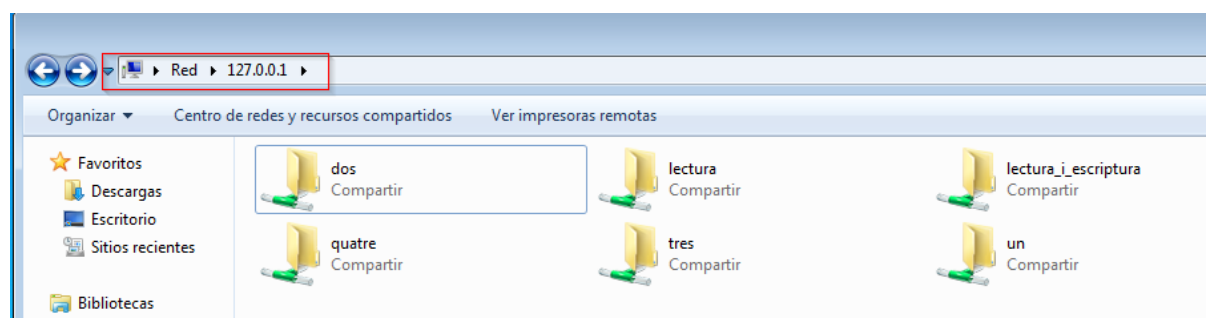 Red ▸ 127.0.0.1 ▸
Organizar ▾ Centro de redes y recursos compartidos Ver impresoras remotas
Favoritos
Descargas
Escritorio
Sitios recientes
Bibliotecas
dos
Compartir
lectura
Compartir
lectura_i_escriptura
Compartir
quatre
Compartir
tres
Compartir
un
Compartir